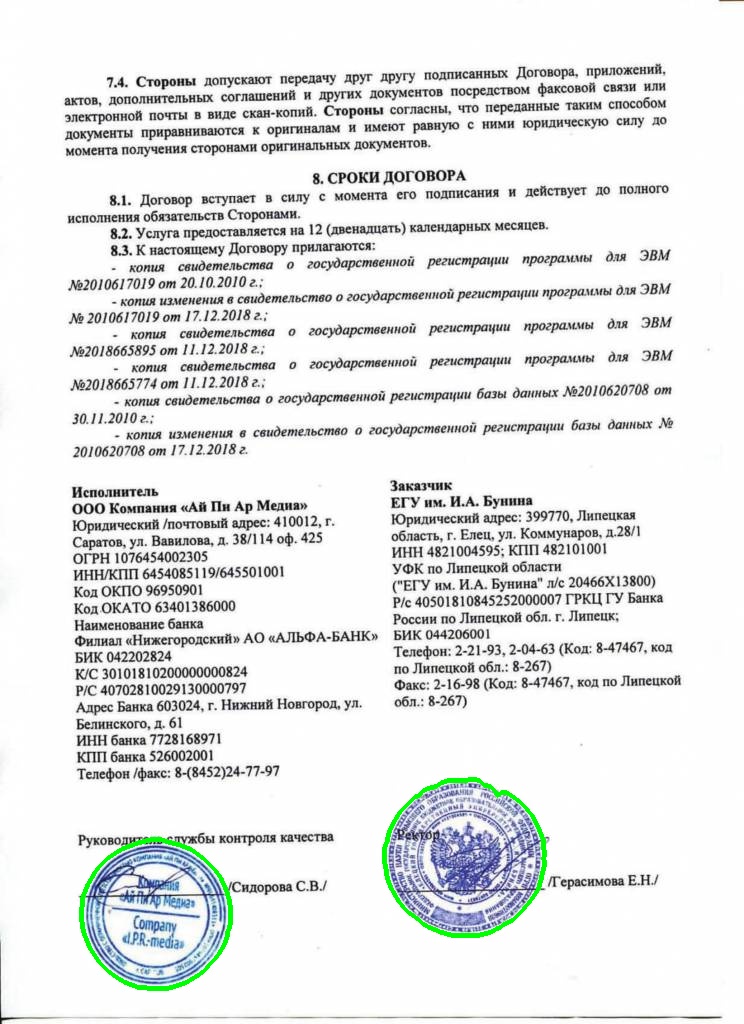 7.4. Стороны допускают передачу друг другу подписанных Договора, приложений,
актов, дополнительных соглашений и других документов посредством факсовой связи или
электронной почты в виде скан-копий. Стороны согласны, что переданные таким способом
документы приравниваются к оригиналам и имеют равную с ними юридическую силу до
момента получения сторонами оригинальных документов.
8. СРОКИ ДОГОВОРА
8.1. Договор вступает в силу с момента его подписания и действует до полного
исполнения обязательств Сторонами.
8.2. Услуга предоставляется на 12 (двенадцать) календарных месяцев.
8.3. К настоящему Договору прилагаются:
- копия свидетельства о государственной регистрации программы для ЭВМ
№2010617019 от 20.10.2010 г.;
- копия изменения в свидетельство о государственной регистрации программы для ЭВМ
№ 2010617019 от 17.12.2018 г.;
- копия свидетельства о государственной регистрации программы для ЭВМ
№2018665895 от 11.12.2018 г.;
- копия свидетельства о государственной регистрации программы для ЭВМ
№2018665774 от 11.12.2018 г.;
- копия свидетельства о государственной регистрации базы данных №2010620708 от
30.11.2010 г.;
- копия изменения в свидетельство о государственной регистрации базы данных №
2010620708 от 17.12.2018 г.
Исполнитель
ООО Компания «Ай Пи Ар Медиа»
Юридический /почтовый адрес: 410012, г.
Саратов, ул. Вавилова, д. 38/114 оф. 425
ОГРН 1076454002305
ИНН/КПП 6454085119/645501001
Код ОКПО 96950901
Код ОКАТО 63401386000
Наименование банка
Филиал «Нижегородский» АО «АЛЬФА-БАНК»
БИК 042202824
К/С 30101810200000000824
Р/С 40702810029130000797
Адрес Банка 603024, г. Нижний Новгород, ул.
Белинского, д. 61
ИНН банка 7728168971
КПП банка 526002001
Телефон /факс: 8-(8452)24-77-97
Заказчик
ЕГУ им. И.А. Бунина
Юридический адрес: 399770, Липецкая
область, г. Елец, ул. Коммунаров, д.28/1
ИНН 4821004595; КПП 482101001
УФК по Липецкой области
("ЕГУ им. И.А. Бунина" л/с 20466Х13800)
Р/с 40501810845252000007 ГРКЦ ГУ Банка
России по Липецкой обл. г. Липецк;
БИК 044206001
Телефон: 2-21-93, 2-04-63 (Код: 8-47467, код
по Липецкой обл.: 8-267)
Факс: 2-16-98 (Код: 8-47467, код по Липецкой
обл.: 8-267)
Руководитель службы контроля качества
/Сидорова С.В./
Компания
«Ай Пи Ар Медиа»
Company
«I.P.R.-media»
Ректор
/Герасимова Е.Н./